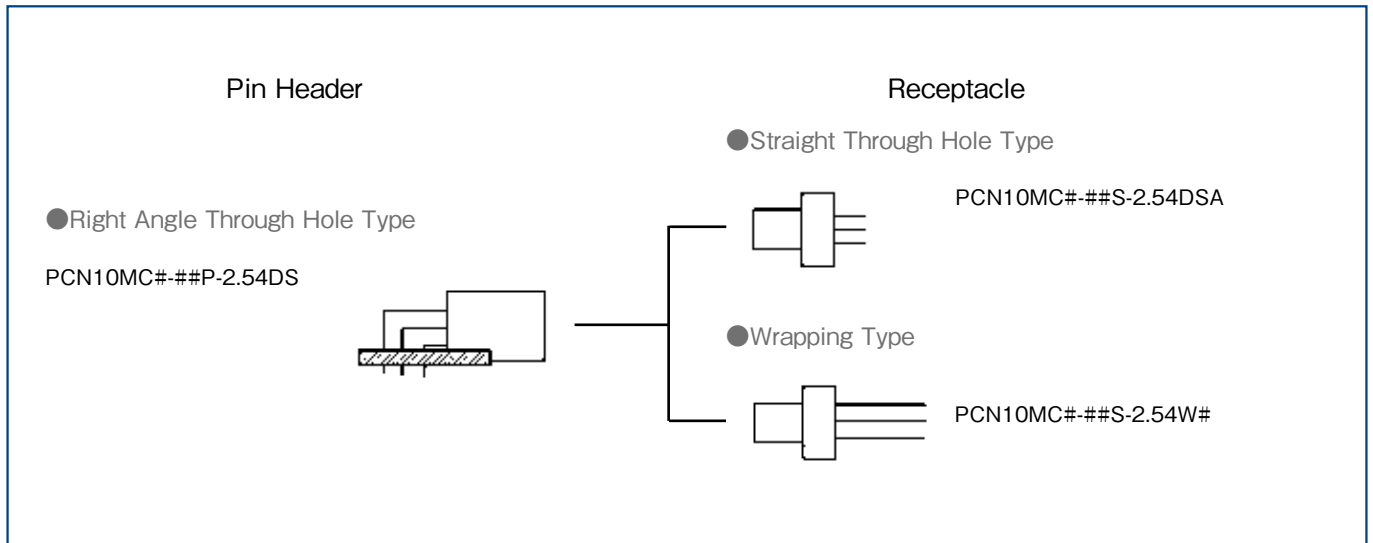 Pin Header
Receptacle
●Straight Through Hole Type
PCN10MC#-##S-2.54DSA
●Right Angle Through Hole Type
PCN10MC#-##P-2.54DS
●Wrapping Type
PCN10MC#-##S-2.54W#